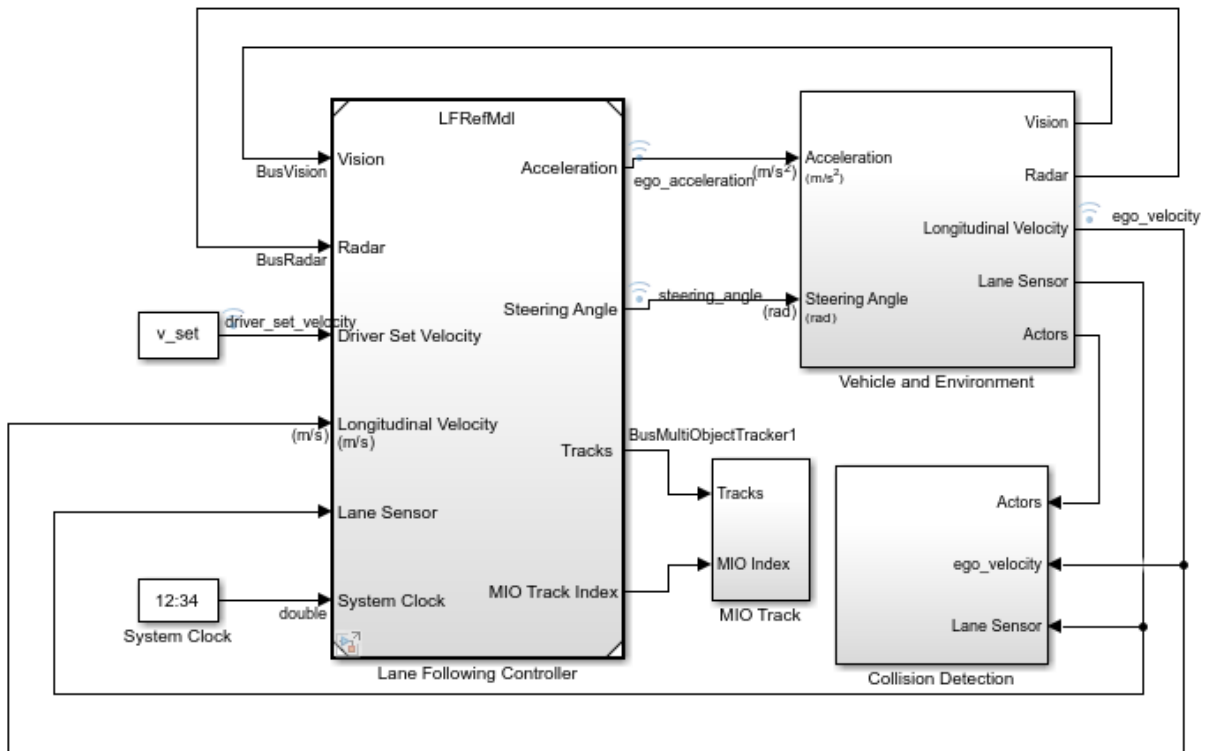 LFRefMdl
Vision
BusVision
Radar
BusRadar
v_set
driver_set_velocity
Driver Set Velocity
Longitudinal Velocity
(m/s)
(m/s)
Lane Sensor
12:34
System Clock
double
System Clock
Acceleration
ego_acceleration
Steering Angle
steering_angle
Tracks
BusMultiObjectTracker1
MIO Track Index
Lane Following Controller
(m/s²)
Acceleration
(m/s²)
(rad)
Steering Angle
(rad)
Vision
Radar
Longitudinal Velocity
ego_velocity
Lane Sensor
Actors
Vehicle and Environment
Tracks
MIO Index
MIO Track
Actors
ego_velocity
Lane Sensor
Collision Detection